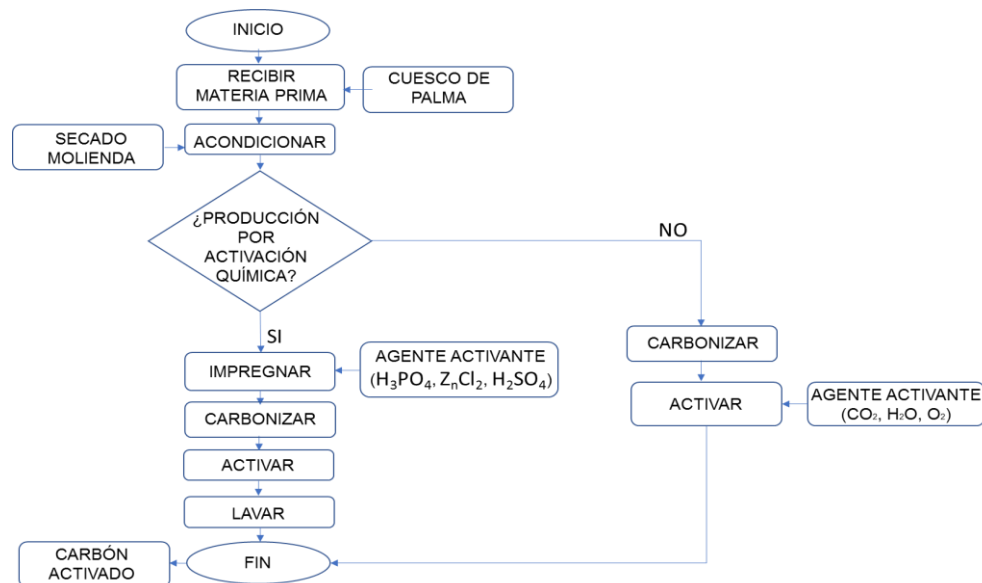 INICIO
RECIBIR
MATERIA PRIMA
CUESCO DE
PALMA
SECADO
MOLIENDA
ACONDICIONAR
¿PRODUCCIÓN
POR
ACTIVACIÓN
QUÍMICA?
NO
SI
CARBONIZAR
IMPREGNAR
AGENTE ACTIVANTE
(H₃PO₄, ZₙCl₂, H₂SO₄)
ACTIVAR
AGENTE ACTIVANTE
(CO₂, H₂O, O₂)
CARBONIZAR
ACTIVAR
LAVAR
FIN
CARBÓN
ACTIVADO